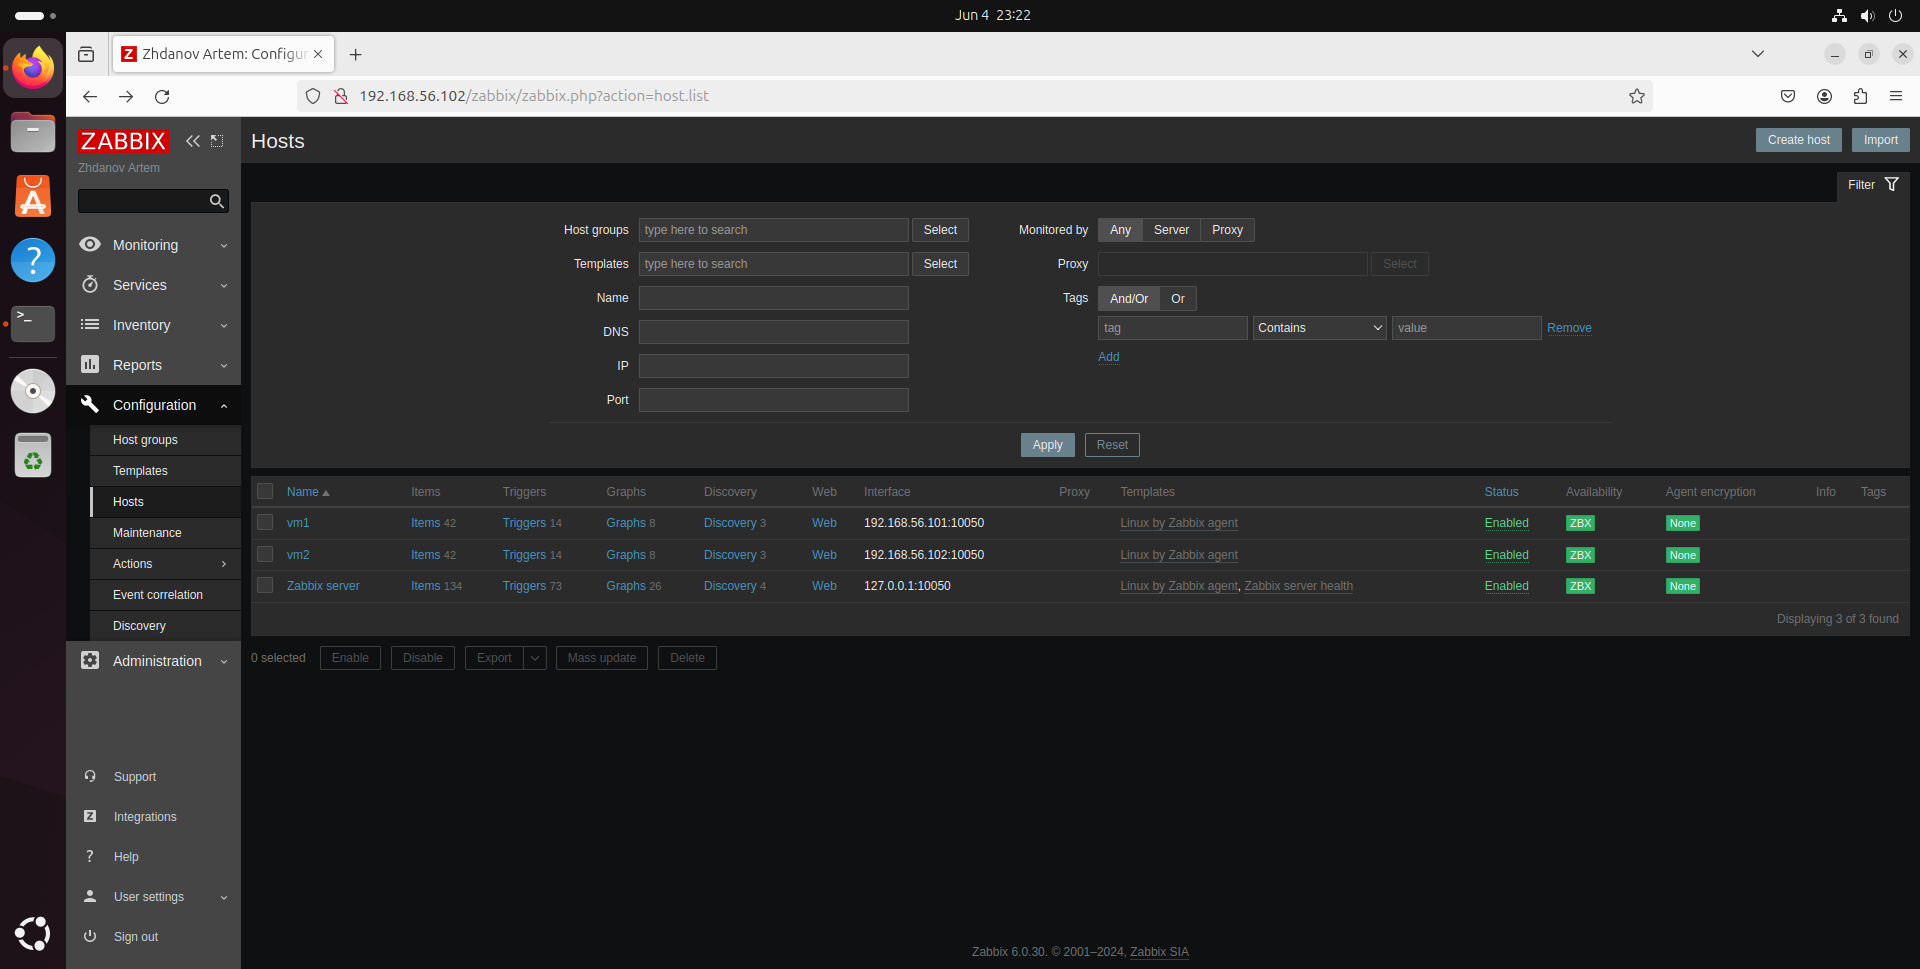 Jun 4 23:22
Zhdanov Artem: Configur
192.168.56.102/zabbix/zabbix.php?action=host.list
ZABBIX
Zhdanov Artem
Monitoring
Services
Inventory
Reports
Configuration
Host groups
Templates
Hosts
Maintenance
Actions
Event correlation
Discovery
Administration
Support
Integrations
Help
User settings
Sign out
Hosts
Create host Import
Filter
Host groups type here to search Select
Templates type here to search Select
Name
DNS
IP
Port
Monitored by Any Server Proxy
Proxy Select
Tags And/Or Or
tag Contains value Remove
Add
Apply Reset
Name Items Triggers Graphs Discovery Web Interface Proxy Templates Status Availability Agent encryption Info Tags
vm1 Items 42 Triggers 14 Graphs 8 Discovery 3 Web 192.168.56.101:10050 Linux by Zabbix agent Enabled ZBX None
vm2 Items 42 Triggers 14 Graphs 8 Discovery 3 Web 192.168.56.102:10050 Linux by Zabbix agent Enabled ZBX None
Zabbix server Items 134 Triggers 73 Graphs 26 Discovery 4 Web 127.0.0.1:10050 Linux by Zabbix agent, Zabbix server health Enabled ZBX None
Displaying 3 of 3 found
0 selected Enable Disable Export Mass update Delete
Zabbix 6.0.30. © 2001–2024, Zabbix SIA